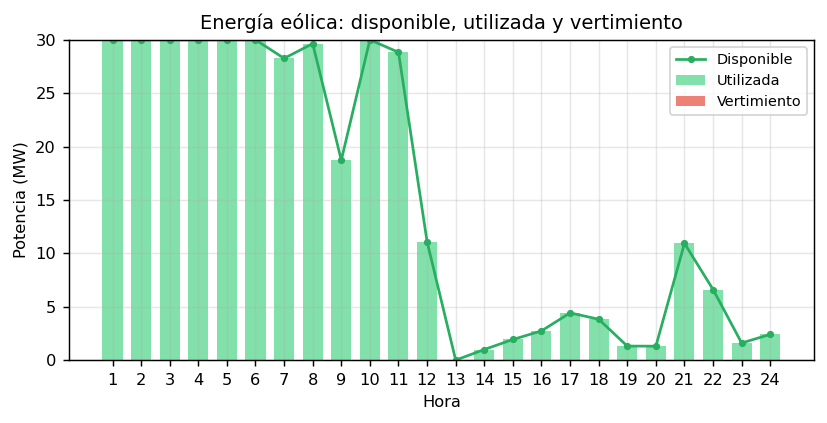 Energía eólica: disponible, utilizada y vertimiento
Disponible
Utilizada
Vertimiento
Potencia (MW)
30
25
20
15
10
5
0
1 2 3 4 5 6 7 8 9 10 11 12 13 14 15 16 17 18 19 20 21 22 23 24
Hora